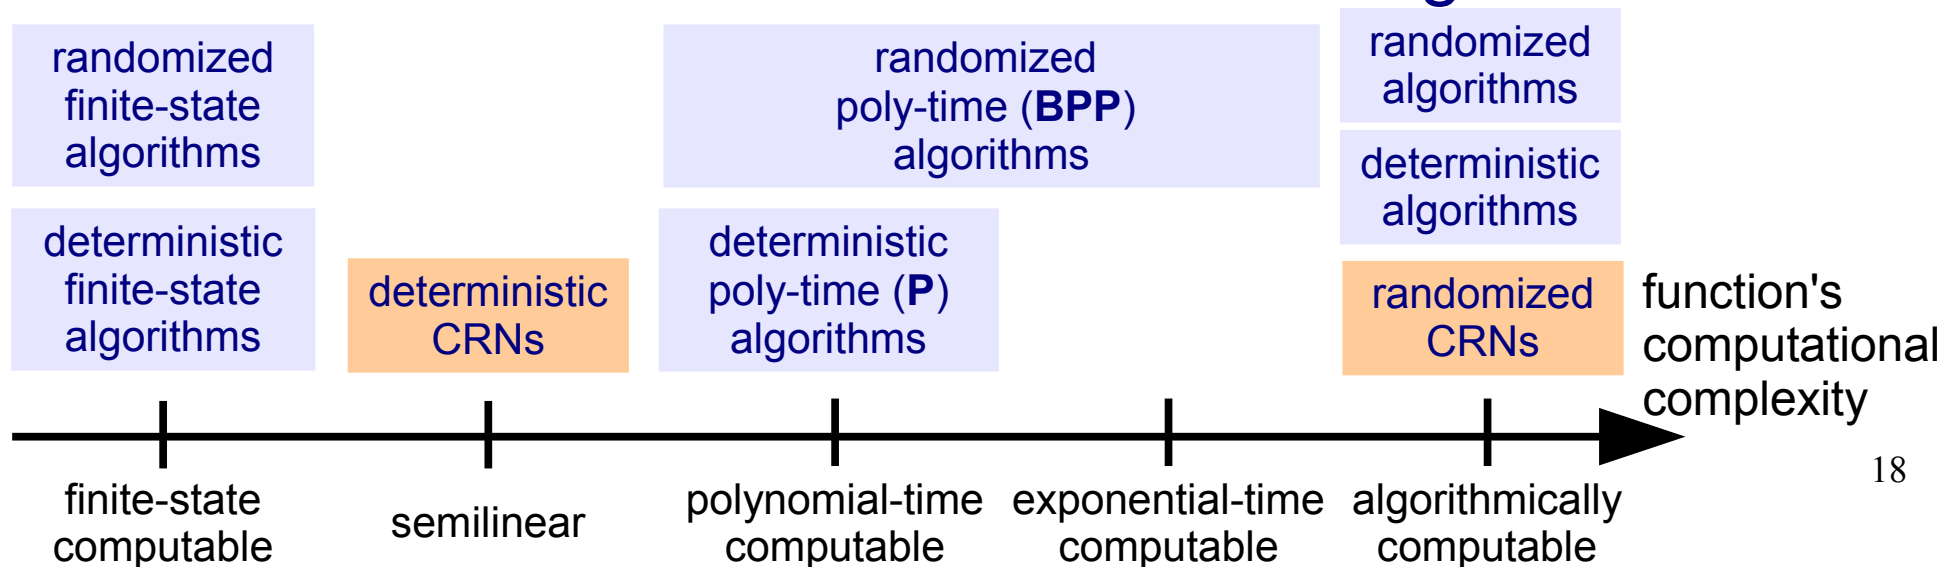 randomized
finite-state
algorithms
randomized
poly-time (BPP)
algorithms
randomized
algorithms
deterministic
algorithms
deterministic
finite-state
algorithms
deterministic
CRNs
deterministic
poly-time (P)
algorithms
randomized
CRNs
function's
computational
complexity
finite-state
computable
semilinear
polynomial-time
computable
exponential-time
computable
algorithmically
computable
18